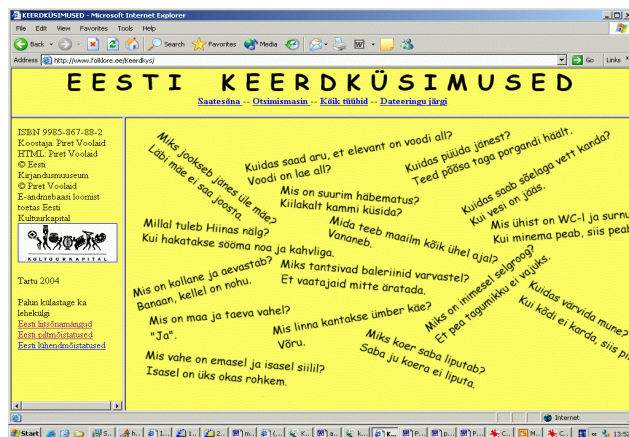 KEERDKÜSIMUSED - Microsoft Internet Explorer
File Edit View Favorites Tools Help
Back Search Favorites Media
Address http://www.folklore.ee/Keerdkys/ Go Links
EESTI KEERDKÜSIMUSED
Saatesõna -- Otsimismasin -- Kõik tüübid -- Dateeringu järgi
ISBN 9985-867-88-2
Koostaja: Piret Voolaid
HTML: Piret Voolaid
© Eesti
Kirjandusmuuseum
© Piret Voolaid
E-andmebaasi loomist
toetas Eesti
Kultuurkapital
KULTUURKAPITAL
Tartu 2004
Palun külastage ka
lehekülgi
Eesti liitsõnamängud
Eesti piltmõistatused
Eesti lühendmõistatused
Miks jookseb jänes üle mäe?
Läbi mäe ei saa joosta.
Kuidas saad aru, et elevant on voodi all?
Voodi on lae all?
Kuidas püüda jänest?
Teed põõsa taga porgandi häält.
Mis on suurim häbematus?
Kiilakalt kammi küsida?
Kuidas saab sõelaga vett kanda?
Kui vesi on jääs.
Millal tuleb Hiinas nälg?
Kui hakatakse sööma noa ja kahvliga.
Mida teeb maailm kõik ühel ajal?
Vananeb.
Mis ühist on WC-l ja
Kui minema peab, siis
Mis on kollane ja aevastab?
Banaan, kellel on nohu.
Miks tantsivad baleriinid varvastel?
Et vaatajaid mitte äratada.
Miks on inimesel selgroog?
Et pea tagumikku ei vajuks.
Mis on maa ja taeva vahel?
"Ja".
Mis linna kantakse ümber käe?
Võru.
Kuidas värvida mune?
Kui kõdi ei karda, siis
Mis vahe on emasel ja isasel siilil?
Isasel on üks okas rohkem.
Miks koer saba liputab?
Saba ju koera ei liputa.
Internet
Start 13:52